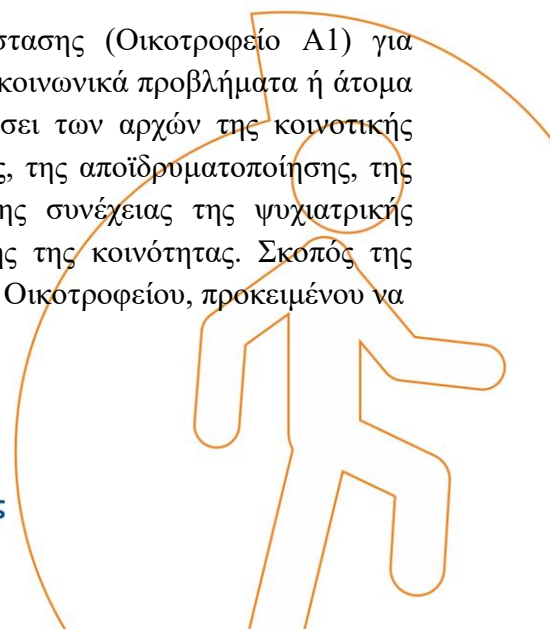 στασης (Οικοτροφείο Α1) για
κοινωνικά προβλήματα ή άτομα
σει των αρχών της κοινοτικής
ς, της αποϊδρυματοποίησης, της
ης συνέχειας της ψυχιατρικής
ης της κοινότητας. Σκοπός της
Οικοτροφείου, προκειμένου να
ς